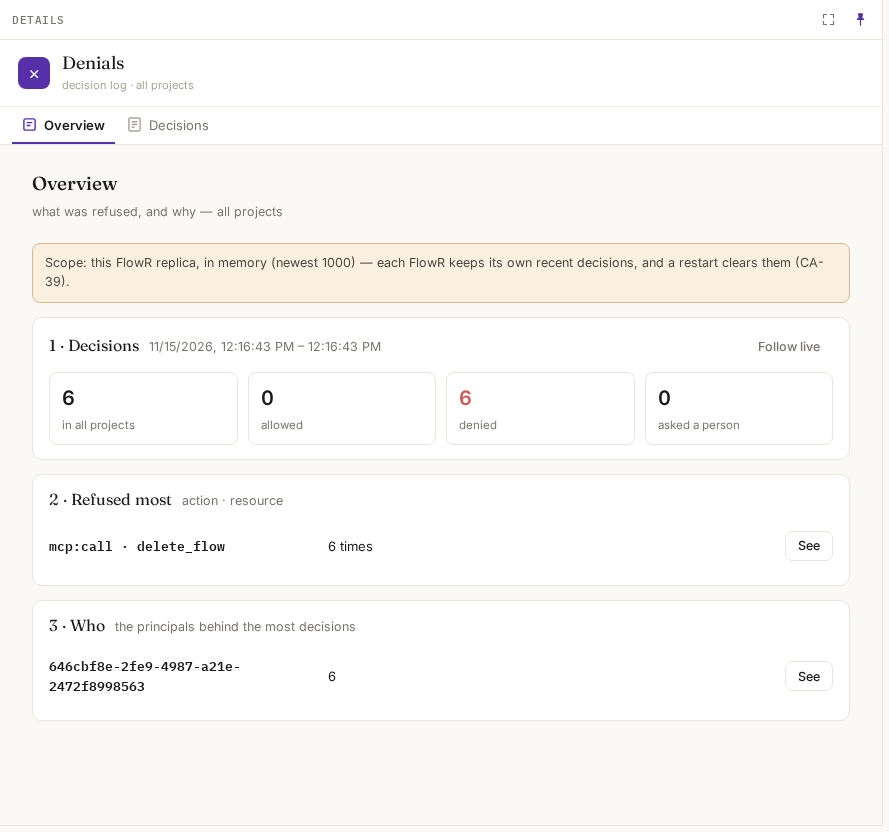 DETAILS
Denials
decision log · all projects
Overview
Decisions
Overview
what was refused, and why — all projects
Scope: this FlowR replica, in memory (newest 1000) — each FlowR keeps its own recent decisions, and a restart clears them (CA-
39).
1 · Decisions 11/15/2026, 12:16:43 PM – 12:16:43 PM Follow live
6
in all projects
0
allowed
6
denied
0
asked a person
2 · Refused most action · resource
mcp:call · delete_flow 6 times See
3 · Who the principals behind the most decisions
646cbf8e-2fe9-4987-a21e-
2472f8998563
6
See